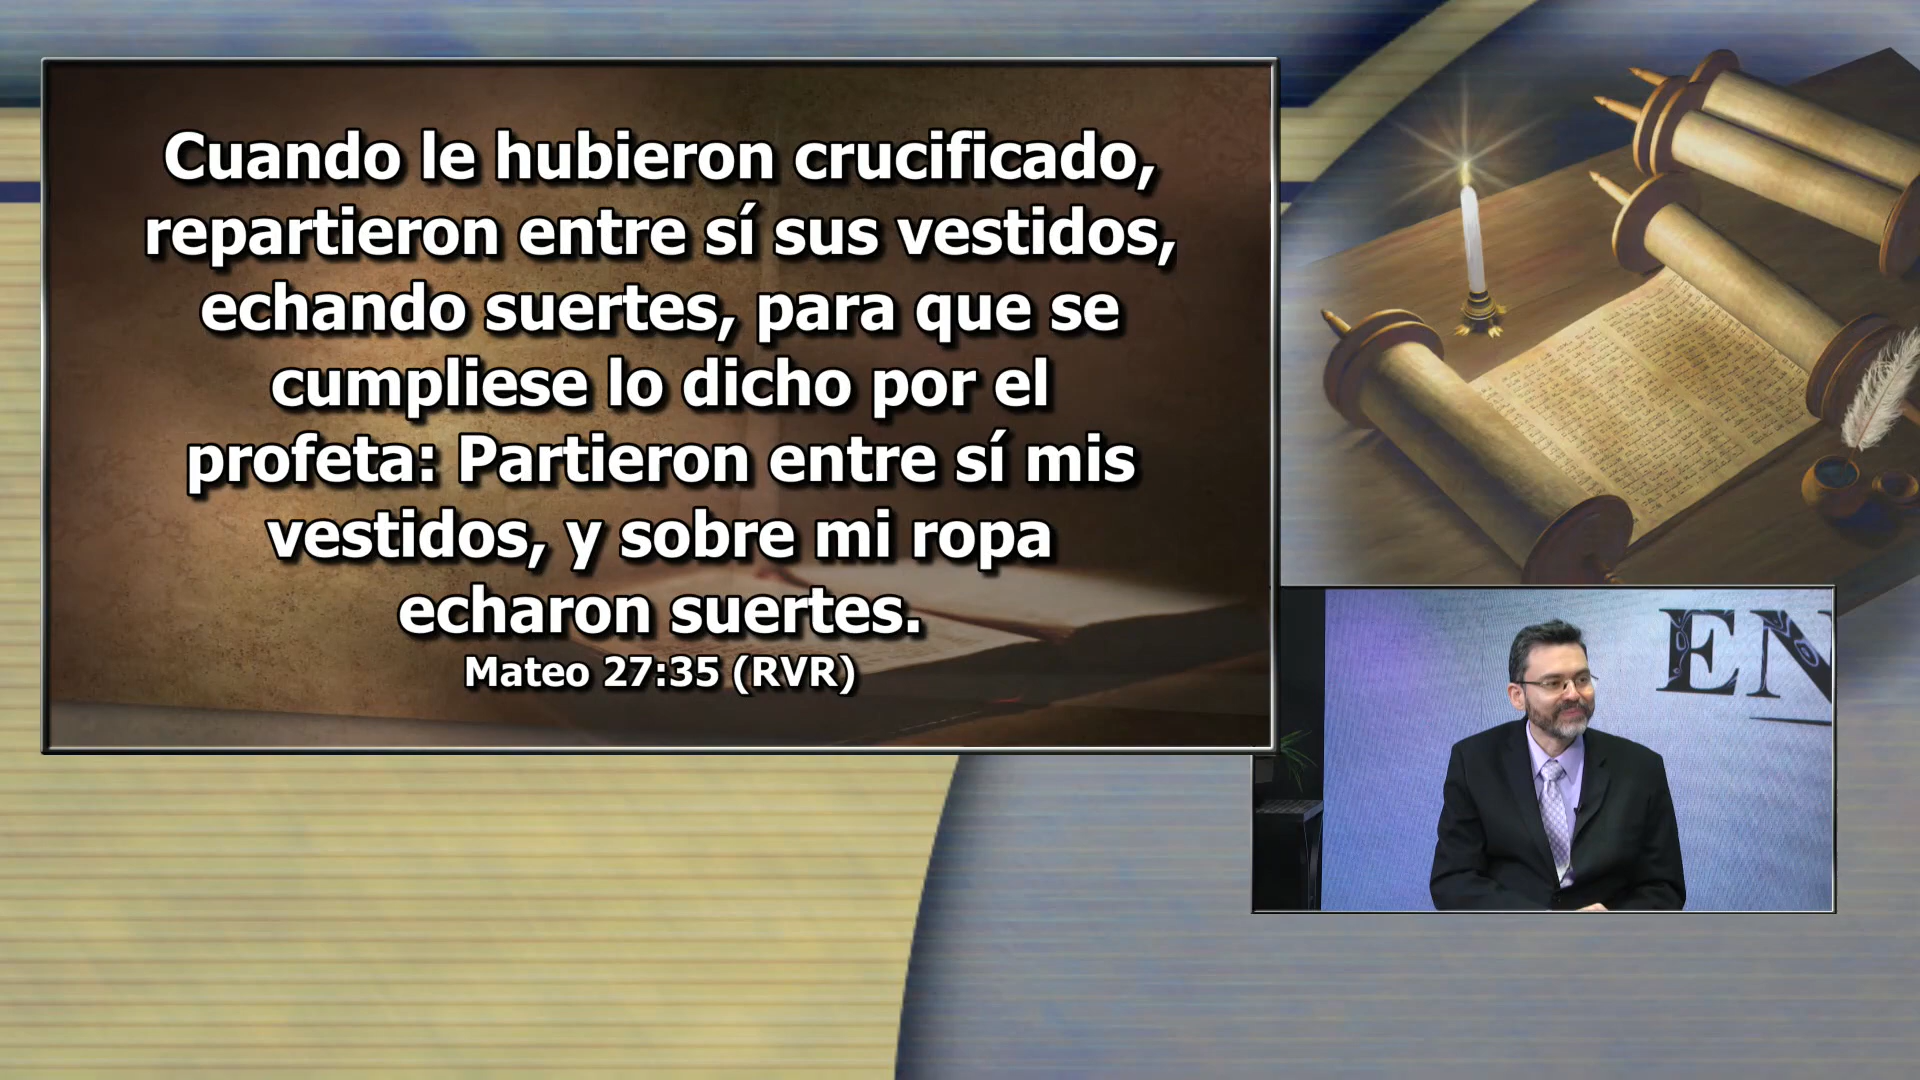 Cuando le hubieron crucificado,
repartieron entre sí sus vestidos,
echando suertes, para que se
cumpliese lo dicho por el
profeta: Partieron entre sí mis
vestidos, y sobre mi ropa
echaron suertes.
Mateo 27:35 (RVR)
EN